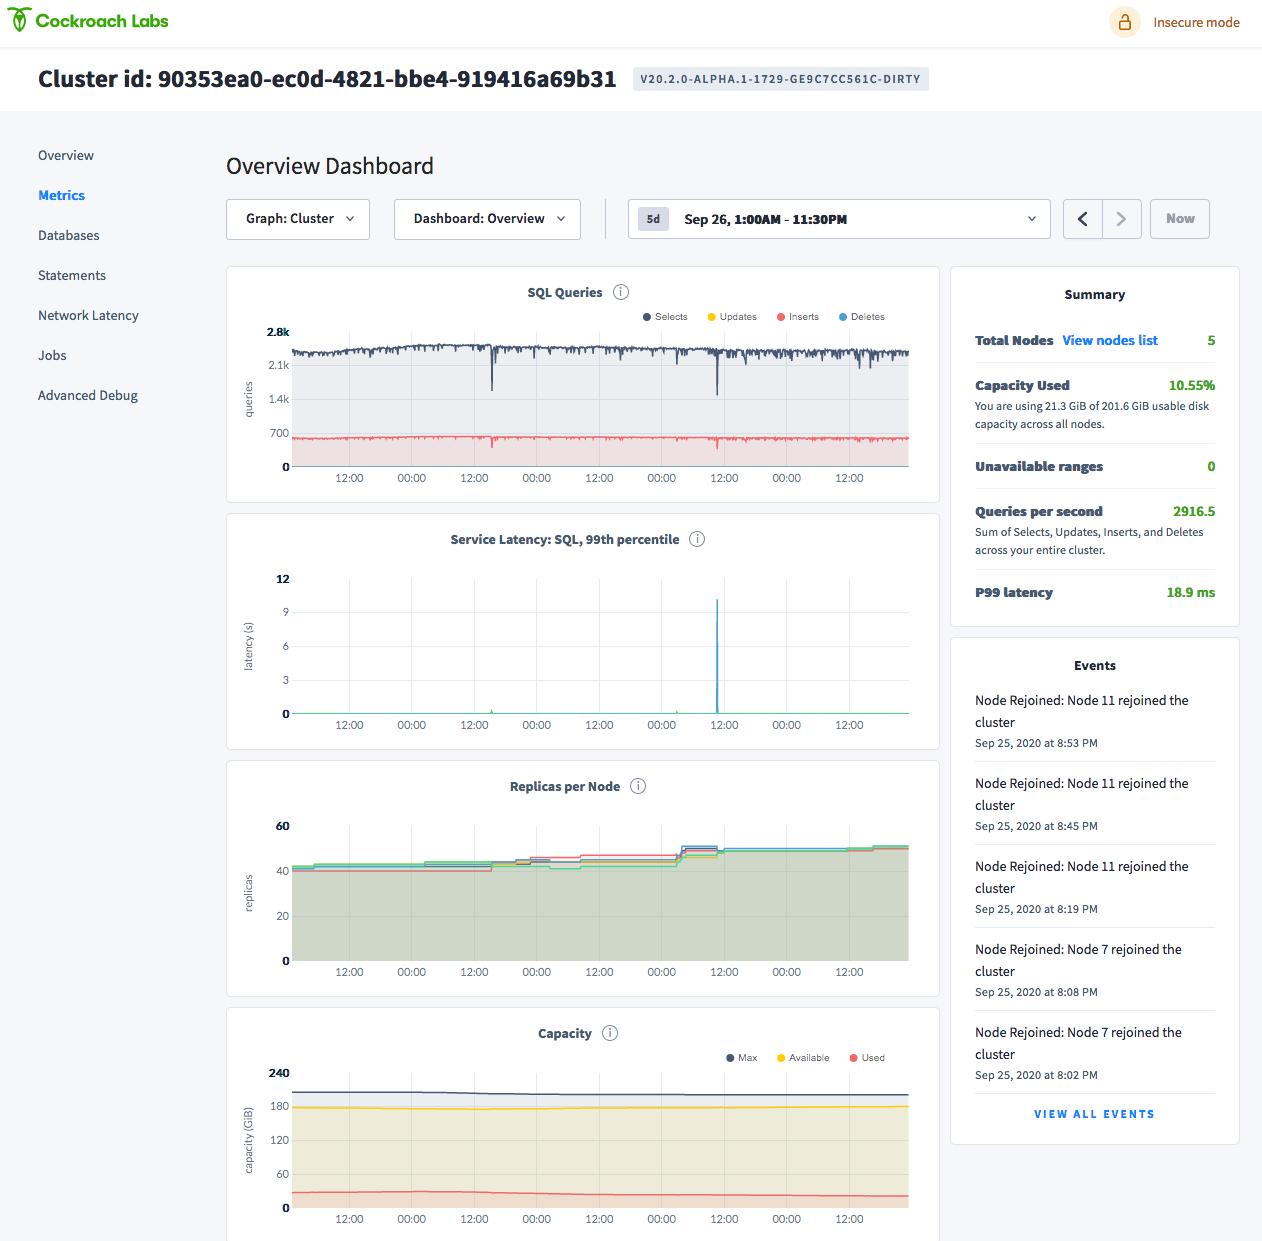 Cockroach Labs
Insecure mode
Cluster id: 90353ea0-ec0d-4821-bbe4-919416a69b31
V20.2.0-ALPHA.1-1729-GE9C7CC561C-DIRTY
Overview
Metrics
Databases
Statements
Network Latency
Jobs
Advanced Debug
Overview Dashboard
Graph: Cluster
Dashboard: Overview
5d Sep 26, 1:00AM - 11:30PM
Now
SQL Queries
Selects Updates Inserts Deletes
queries
2.8k
2.1k
1.4k
700
0
12:00 00:00 12:00 00:00 12:00 00:00 12:00 00:00 12:00
Service Latency: SQL, 99th percentile
latency (s)
12
9
6
3
0
12:00 00:00 12:00 00:00 12:00 00:00 12:00 00:00 12:00
Replicas per Node
replicas
60
40
20
0
12:00 00:00 12:00 00:00 12:00 00:00 12:00 00:00 12:00
Capacity
Max Available Used
capacity (GiB)
240
180
120
60
0
12:00 00:00 12:00 00:00 12:00 00:00 12:00 00:00 12:00
Summary
Total Nodes View nodes list 5
Capacity Used 10.55%
You are using 21.3 GiB of 201.6 GiB usable disk
capacity across all nodes.
Unavailable ranges 0
Queries per second 2916.5
Sum of Selects, Updates, Inserts, and Deletes
across your entire cluster.
P99 latency 18.9 ms
Events
Node Rejoined: Node 11 rejoined the
cluster
Sep 25, 2020 at 8:53 PM
Node Rejoined: Node 11 rejoined the
cluster
Sep 25, 2020 at 8:45 PM
Node Rejoined: Node 11 rejoined the
cluster
Sep 25, 2020 at 8:19 PM
Node Rejoined: Node 7 rejoined the
cluster
Sep 25, 2020 at 8:08 PM
Node Rejoined: Node 7 rejoined the
cluster
Sep 25, 2020 at 8:02 PM
VIEW ALL EVENTS